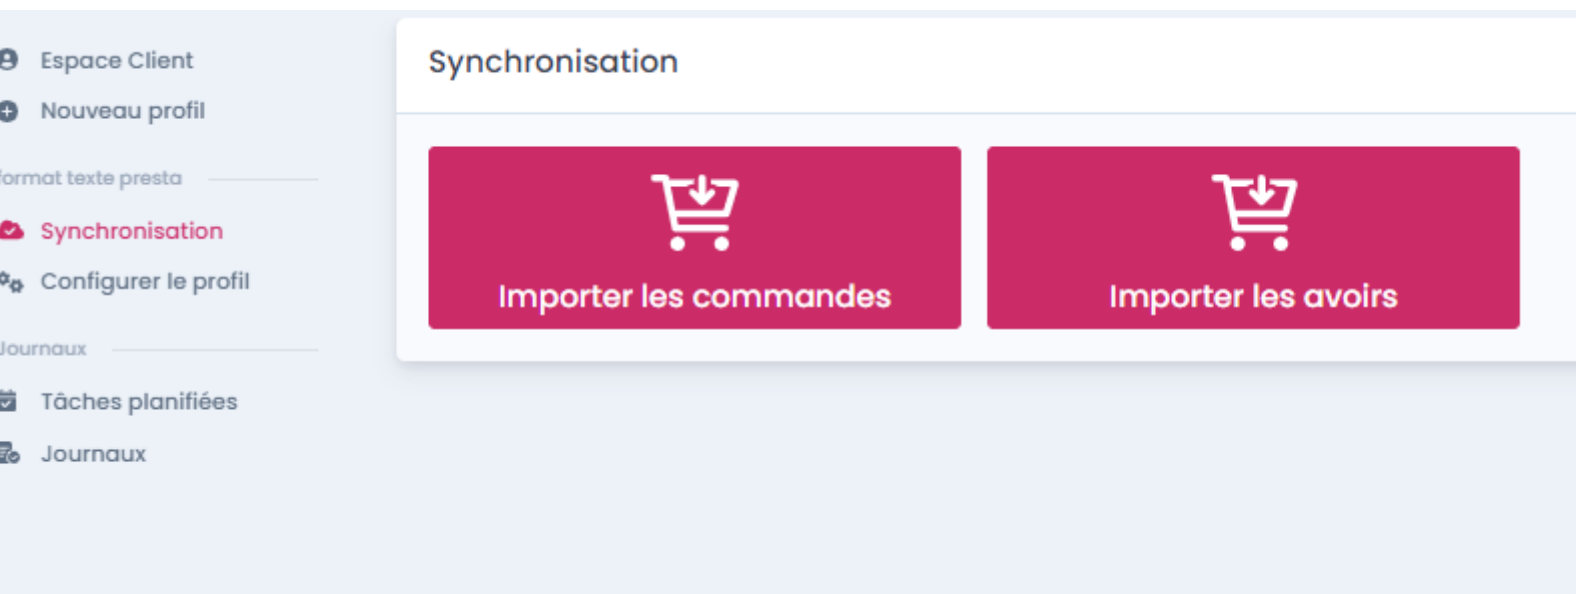 Espace Client
Nouveau profil
format texte presta
Synchronisation
Configurer le profil
Journaux
Tâches planifiées
Journaux
Synchronisation
Importer les commandes
Importer les avoirs